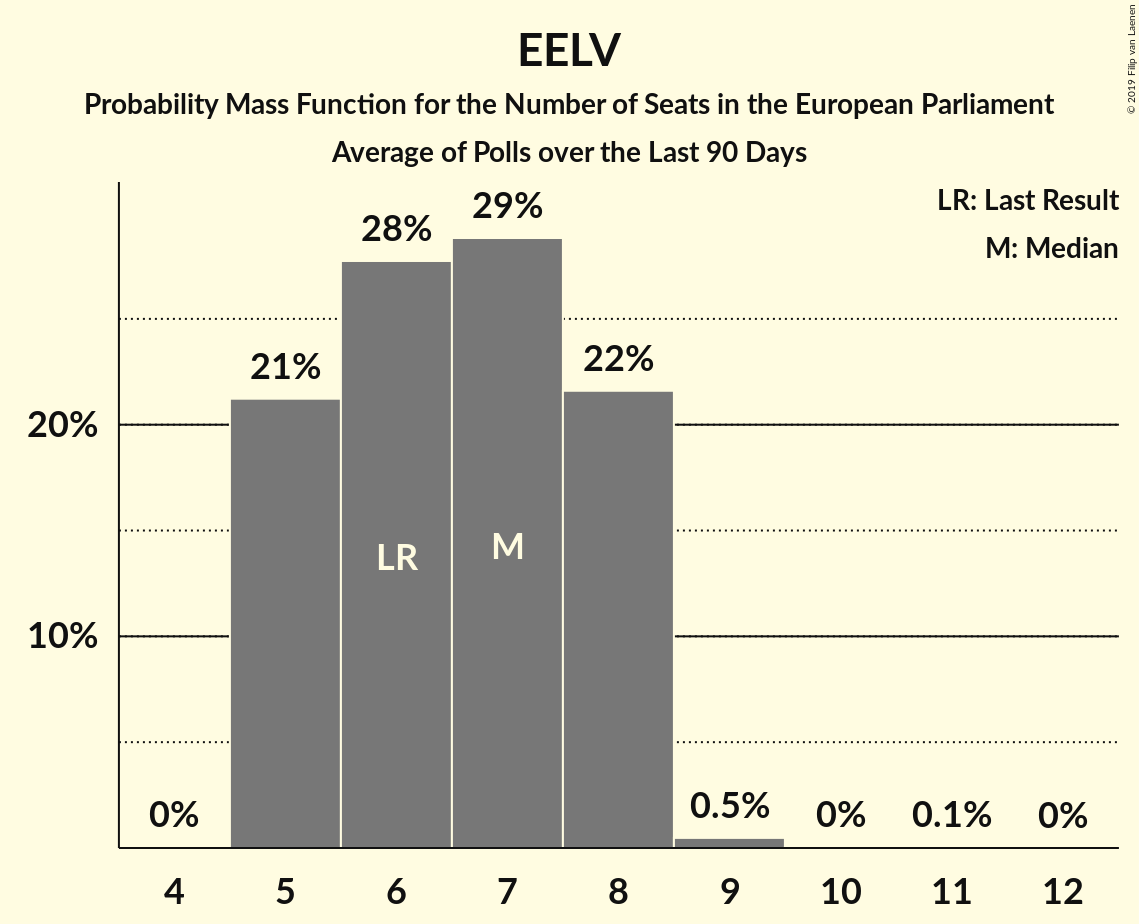 EELV
Probability Mass Function for the Number of Seats in the European Parliament
Average of Polls over the Last 90 Days
© 2019 Filip van Laenen
LR: Last Result
M: Median
29%
28%
22%
21%
20%
LR
M
10%
0%
0.5%
0%
0.1%
0%
4 5 6 7 8 9 10 11 12